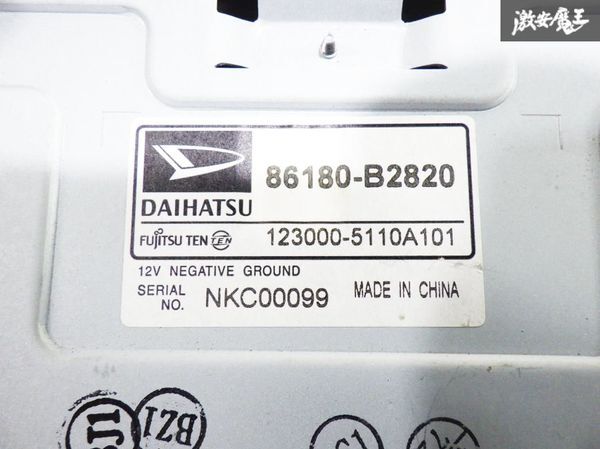 激安魔王
86180-B2820
DAIHATSU
FUJITSU TEN TEN
123000-5110A101
12V NEGATIVE GROUND
SERIAL NO. NKC00099
MADE IN CHINA
BZ1